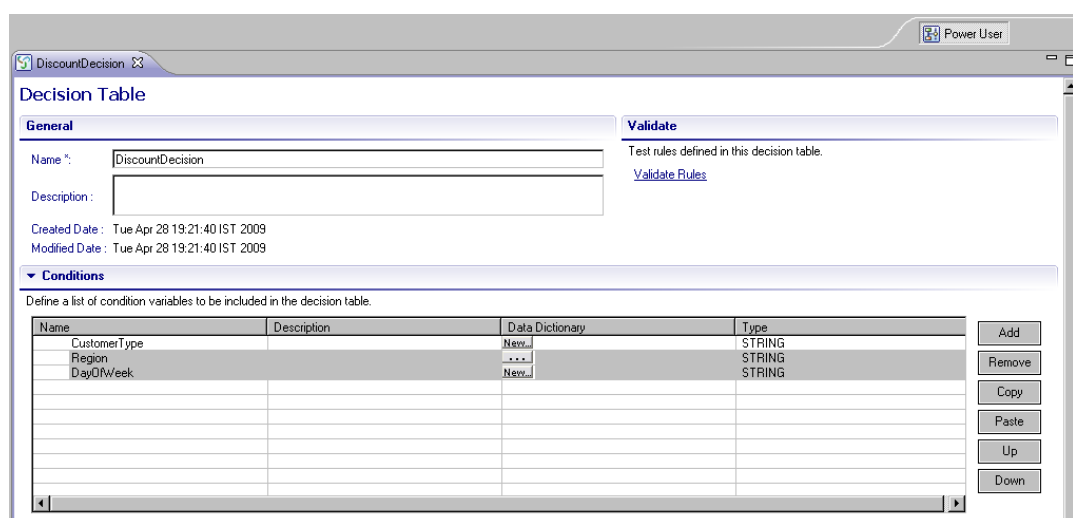 Power User
DiscountDecision
Decision Table
General
Name *:
DiscountDecision
Description :
Created Date : Tue Apr 28 19:21:40 IST 2009
Modified Date : Tue Apr 28 19:21:40 IST 2009
Validate
Test rules defined in this decision table.
Validate Rules
Conditions
Define a list of condition variables to be included in the decision table.
Name Description Data Dictionary Type
CustomerType New... STRING
Region ... STRING
DayOfWeek New... STRING
Add
Remove
Copy
Paste
Up
Down